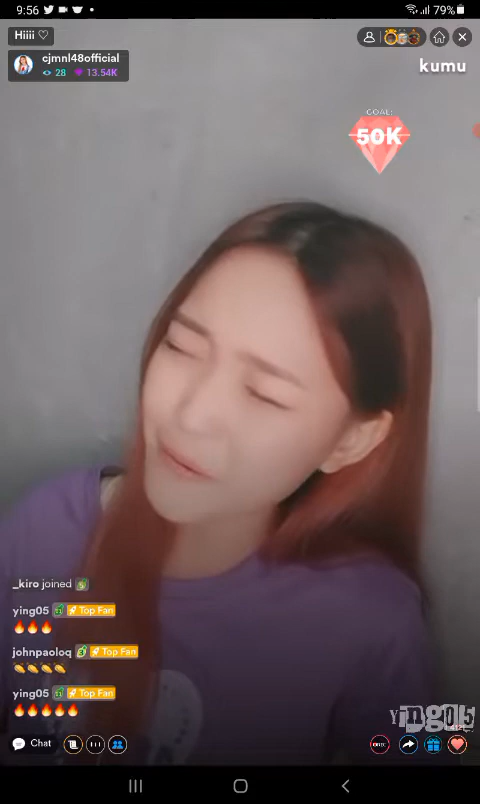 9:56
79%
Hiiii ♡
cjmnl48official
28 13.54K
kumu
GOAL:
50K
_kiro joined
ying05 Top Fan
🔥🔥🔥
johnpaoloq Top Fan
ying05 Top Fan
🔥🔥🔥🔥🔥
Ying05
Chat